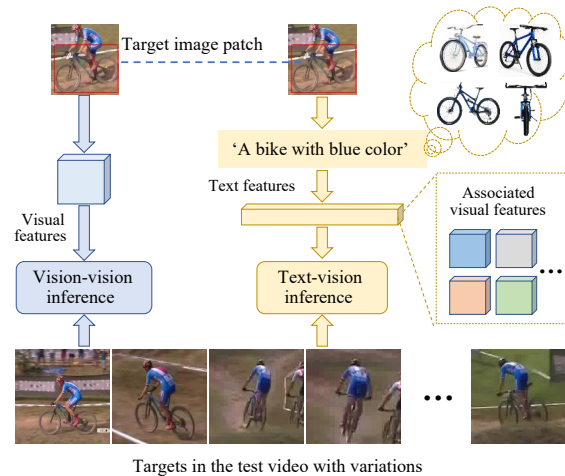 Target image patch
‘A bike with blue color’
Text features
Associated
visual features
Visual
features
Vision-vision
inference
Text-vision
inference
Targets in the test video with variations